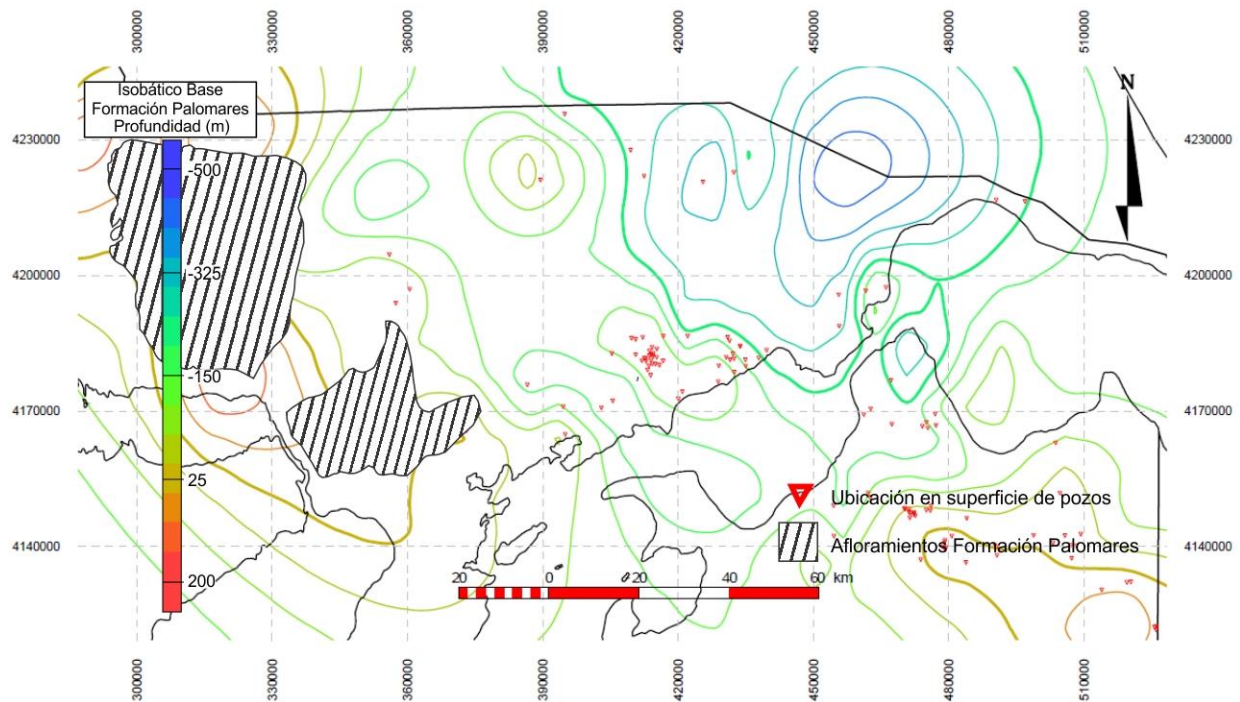 300000 330000 360000 390000 420000 450000 480000 510000
Isobático Base
Formación Palomares
Profundidad (m)
N
4230000 4230000
-500
-325
4200000 4200000
-150
4170000 4170000
25
Ubicación en superficie de pozos
Afloramientos Formación Palomares
4140000 4140000
200
20 0 20 40 60 km
300000 330000 360000 390000 420000 450000 480000 510000